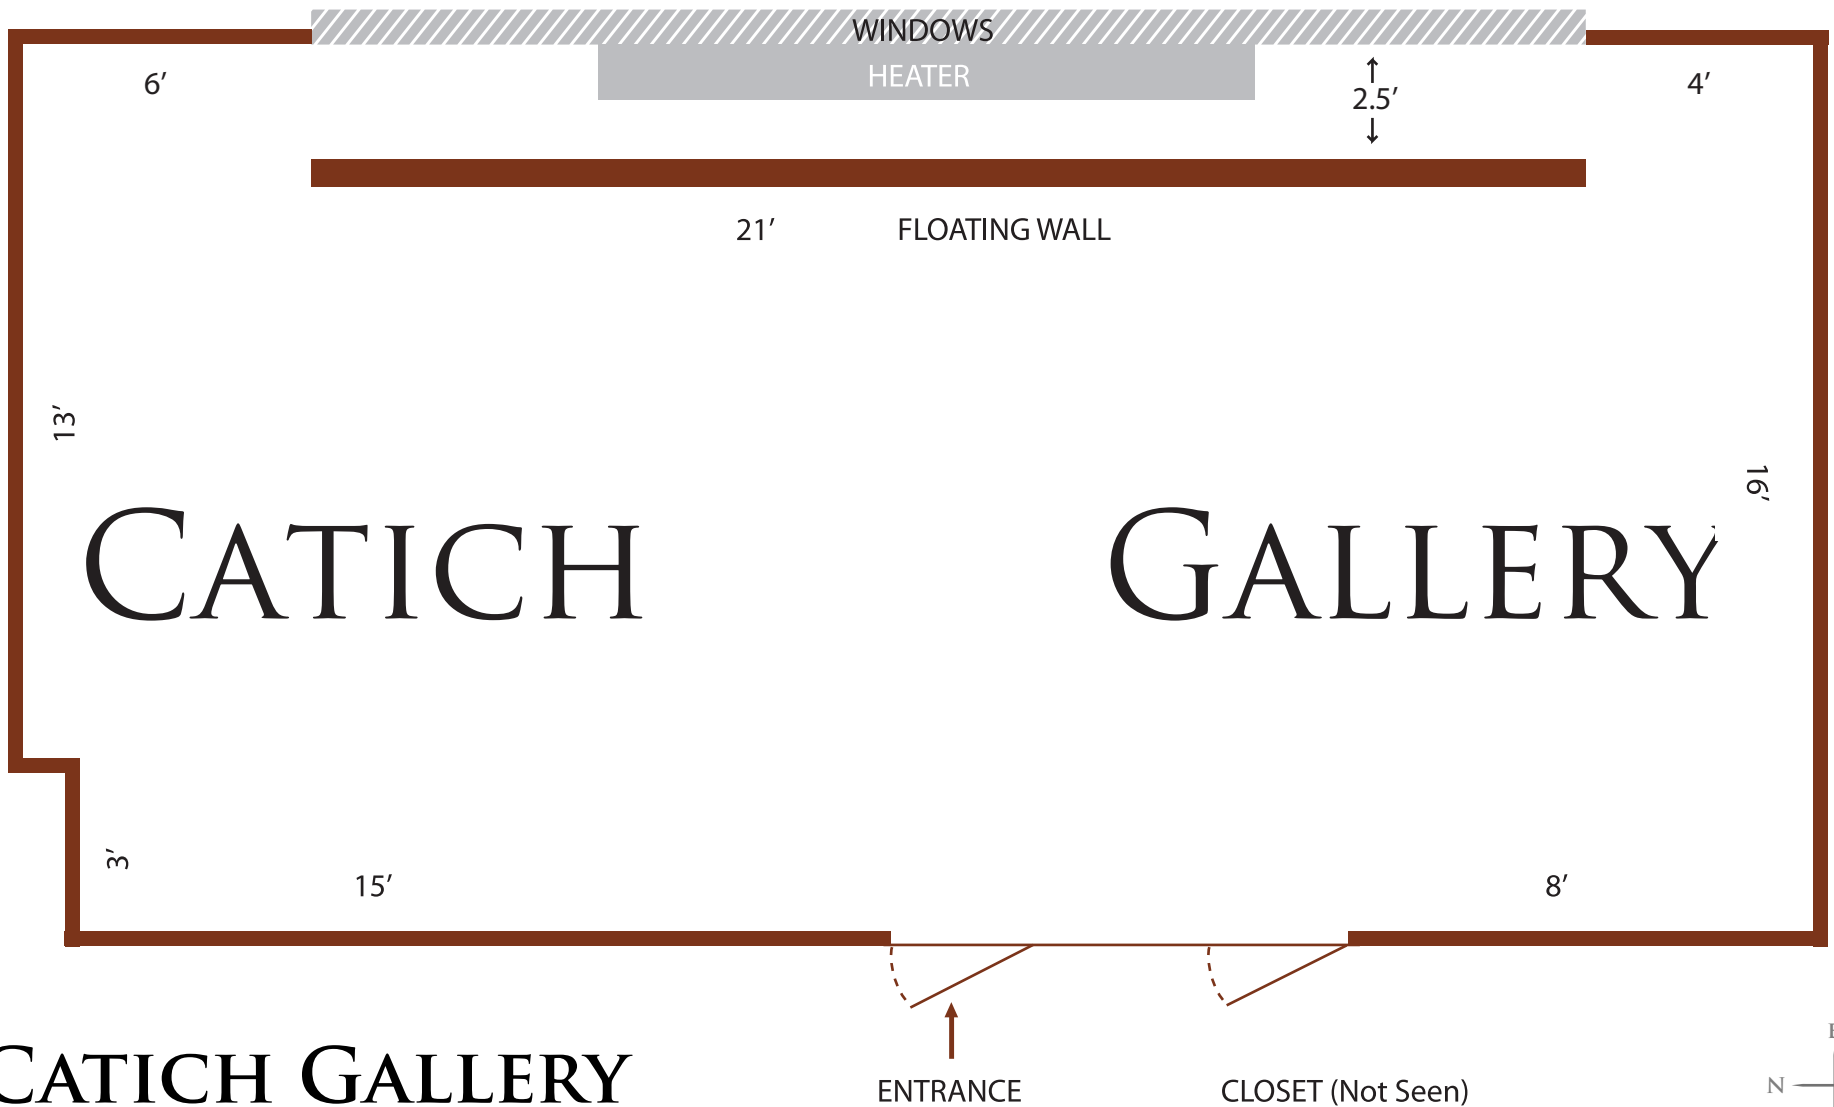 WINDOWS
HEATER
6′
2.5′
4′
21′ FLOATING WALL
13′
16′
CATICH GALLERY
3′
15′
8′
CATICH GALLERY
ENTRANCE
CLOSET (Not Seen)
N